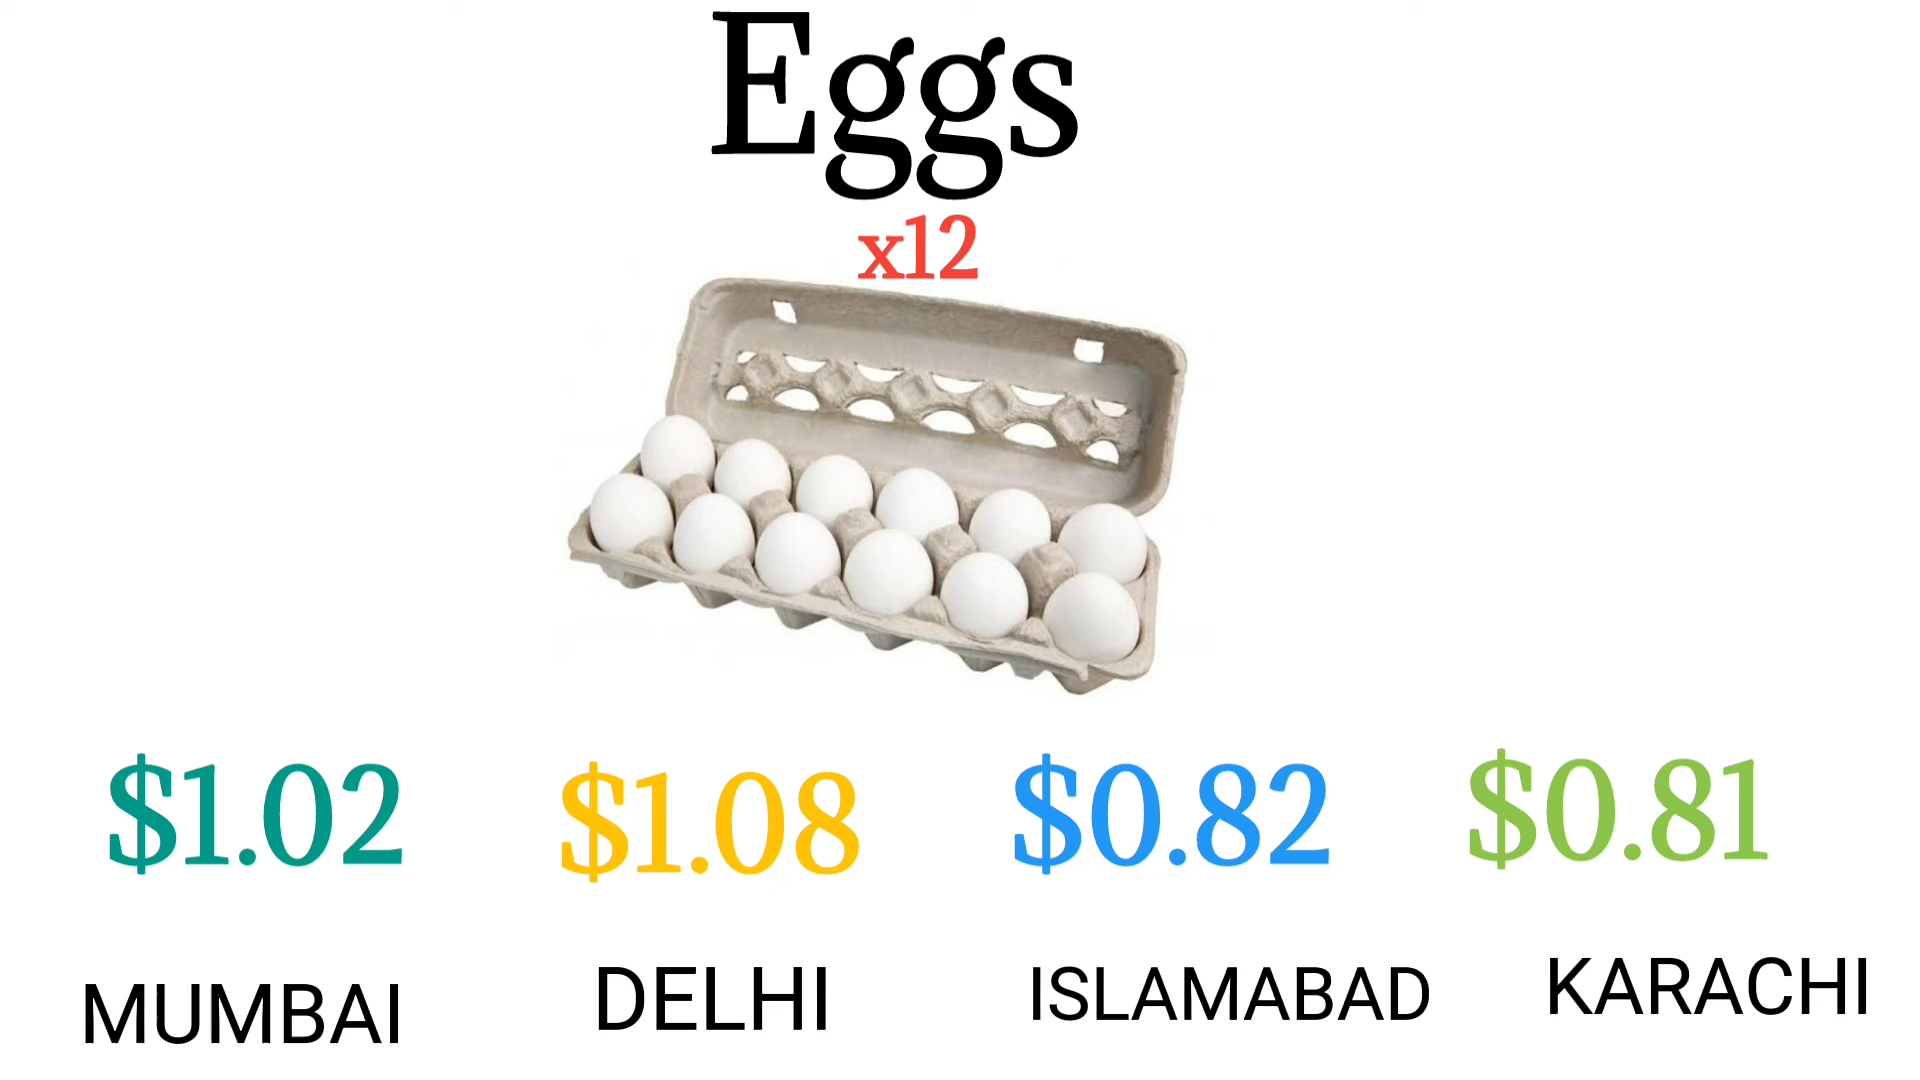 Eggs
x12
$1.02 $1.08 $0.82 $0.81
MUMBAI DELHI ISLAMABAD KARACHI